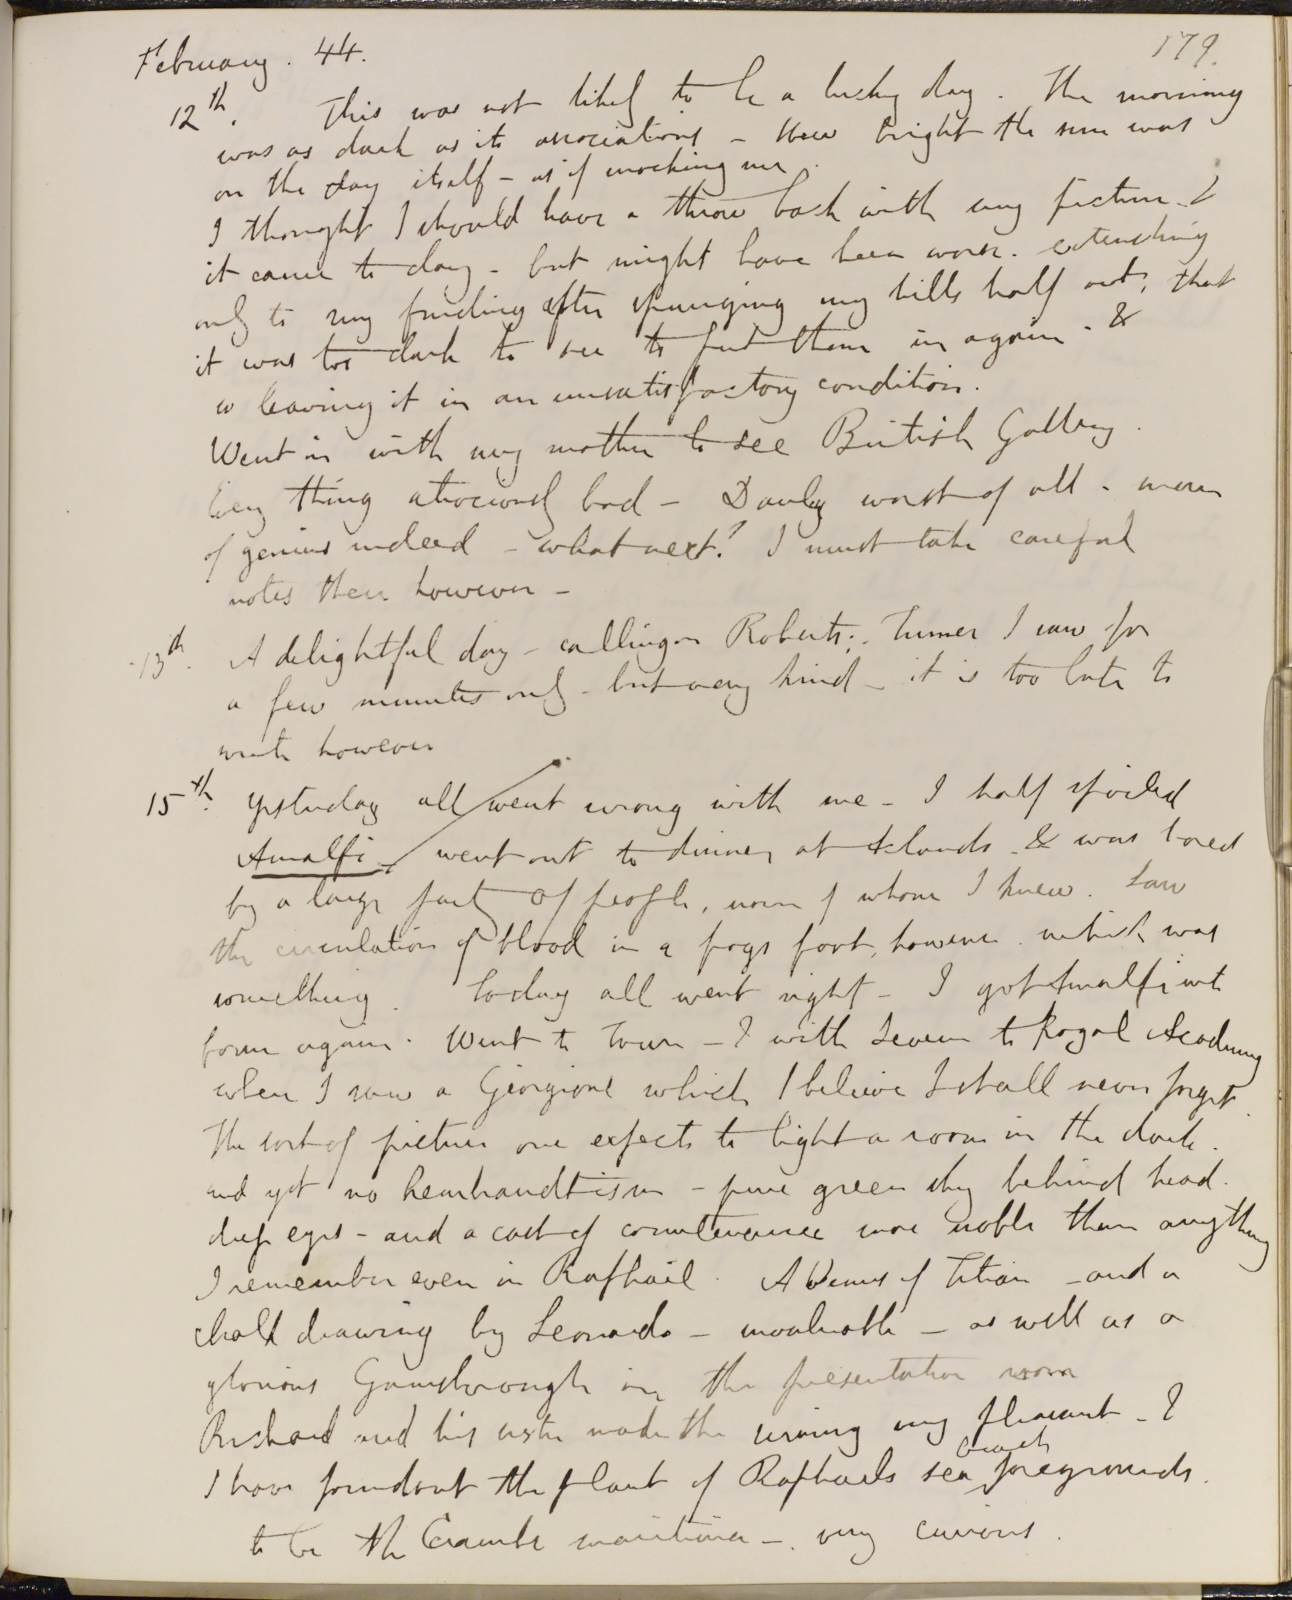 February. 44.
179.
12th. This was not likely to be a lucky day. The morning
was as dark as its associations - How bright the sun was
on the day itself - as if mocking me.
I thought I should have a throw back with my picture &
it came to day - but might have been worse. extending
only to my finding after spunging my hills half out, that
it was too dark to see to put them in again - &
so leaving it in an unsatisfactory condition.
Went in with my mother to see British Gallery.
Every thing atrociously bad - Danby worst of all - man
of genius indeed - what next? I must take careful
notes there however -
13th. A delightful day - calling on Roberts; Turner I saw for
a few minutes only - but very kind - it is too late to
write however
15th. Yesterday all went wrong with me - I half spoiled
Amalfi - went out to dinner at Aclands & was bored
by a large party of people, none of whom I knew. Saw
the circulation of blood in a frogs foot, however. which was
something. To-day all went right - I got Amalfi into
form again. Went to town - & with Severn to Royal Academy
when I saw a Giorgione which I believe I shall never forget.
The sort of picture one expects to light a room in the dark.
and yet no Rembrandtism - pure green sky behind head.
deep eyes - and a cast of countenance more noble than anything
I remember even in Raphael. A Venus of Titian - and a
chalk drawing by Leonardo - invaluable - as well as a
glorious Gainsborough in the presentation room
Richard and his sister made the evening very pleasant - &
I have found out the plant of Raphaels sea beach foregrounds.
to be the Crambe maritima - very curious.